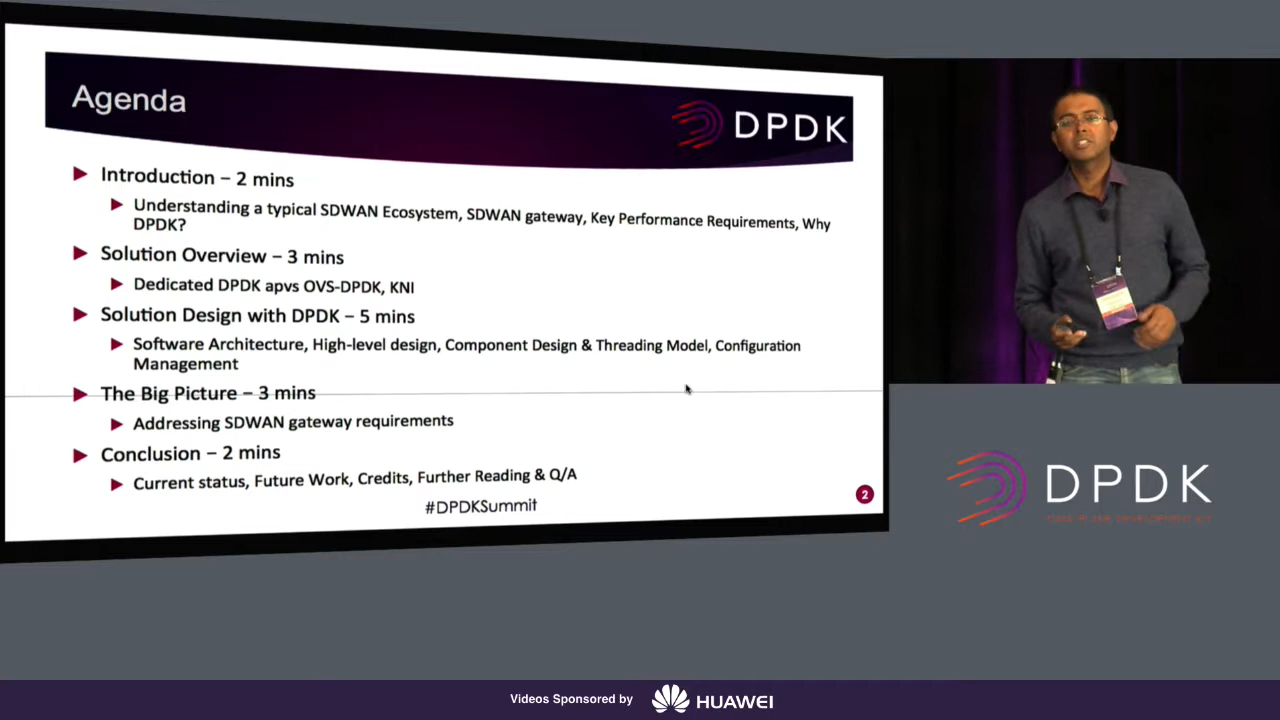 Agenda
DPDK
Introduction – 2 mins
Understanding a typical SDWAN Ecosystem, SDWAN gateway, Key Performance Requirements, Why
DPDK?
Solution Overview – 3 mins
Dedicated DPDK apvs OVS-DPDK, KNI
Solution Design with DPDK – 5 mins
Software Architecture, High-level design, Component Design & Threading Model, Configuration
Management
The Big Picture – 3 mins
Addressing SDWAN gateway requirements
Conclusion – 2 mins
Current status, Future Work, Credits, Further Reading & Q/A
#DPDKSummit
2
DPDK
Videos Sponsored by
HUAWEI